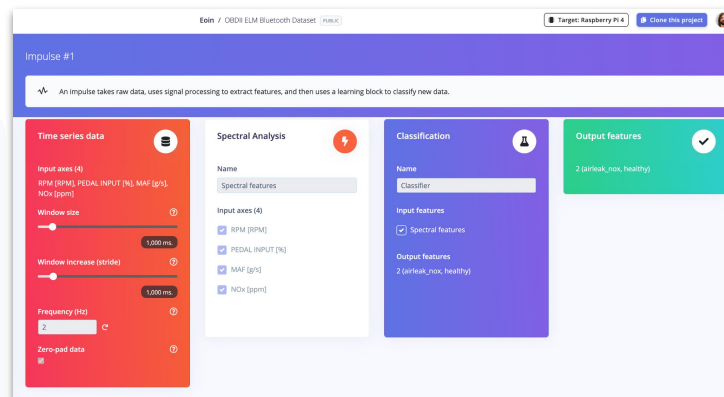 Eoin / OBDII ELM Bluetooth Dataset PUBLIC
Target: Raspberry Pi 4
Clone this project
Impulse #1
An impulse takes raw data, uses signal processing to extract features, and then uses a learning block to classify new data.
Time series data
Input axes (4)
RPM [RPM], PEDAL INPUT [%], MAF [g/s],
NOx [ppm]
Window size
1,000 ms.
Window increase (stride)
1,000 ms.
Frequency (Hz)
2
Zero-pad data
Spectral Analysis
Name
Spectral features
Input axes (4)
RPM [RPM]
PEDAL INPUT [%]
MAF [g/s]
NOx [ppm]
Classification
Name
Classifier
Input features
Spectral features
Output features
2 (airleak_nox, healthy)
Output features
2 (airleak_nox, healthy)